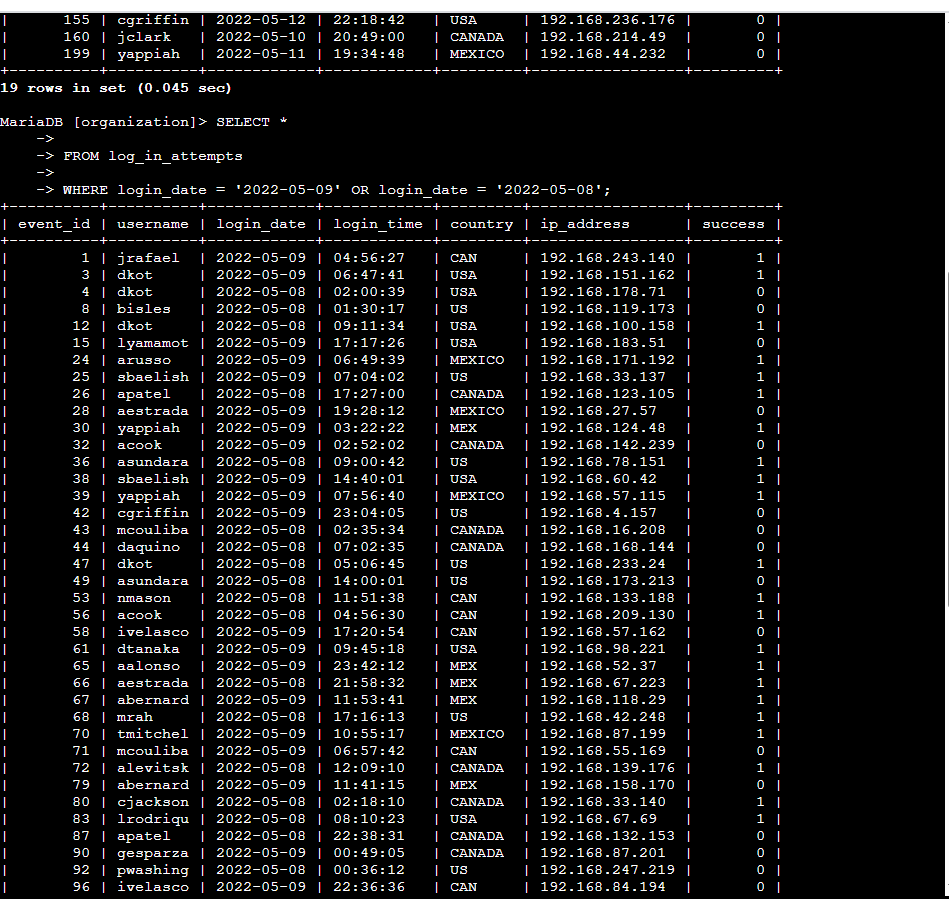 |      155 | cgriffin | 2022-05-12 | 22:18:42   | USA     | 192.168.236.176 |       0 |
|      160 | jclark   | 2022-05-10 | 20:49:00   | CANADA  | 192.168.214.49  |       0 |
|      199 | yappiah  | 2022-05-11 | 19:34:48   | MEXICO  | 192.168.44.232  |       0 |
+----------+----------+------------+------------+---------+-----------------+---------+
19 rows in set (0.045 sec)
MariaDB [organization]> SELECT *
    ->
    -> FROM log_in_attempts
    ->
    -> WHERE login_date = '2022-05-09' OR login_date = '2022-05-08';
+----------+----------+------------+------------+---------+-----------------+---------+
| event_id | username | login_date | login_time | country | ip_address      | success |
+----------+----------+------------+------------+---------+-----------------+---------+
|        1 | jrafael  | 2022-05-09 | 04:56:27   | CAN     | 192.168.243.140 |       1 |
|        3 | dkot     | 2022-05-09 | 06:47:41   | USA     | 192.168.151.162 |       1 |
|        4 | dkot     | 2022-05-08 | 02:00:39   | USA     | 192.168.178.71  |       0 |
|        8 | bisles   | 2022-05-08 | 01:30:17   | US      | 192.168.119.173 |       0 |
|       12 | dkot     | 2022-05-08 | 09:11:34   | USA     | 192.168.100.158 |       1 |
|       15 | lyamamot | 2022-05-09 | 17:17:26   | USA     | 192.168.183.51  |       0 |
|       24 | arusso   | 2022-05-09 | 06:49:39   | MEXICO  | 192.168.171.192 |       1 |
|       25 | sbaelish | 2022-05-09 | 07:04:02   | US      | 192.168.33.137  |       1 |
|       26 | apatel   | 2022-05-08 | 17:27:00   | CANADA  | 192.168.123.105 |       1 |
|       28 | aestrada | 2022-05-09 | 19:28:12   | MEXICO  | 192.168.27.57   |       0 |
|       30 | yappiah  | 2022-05-09 | 03:22:22   | MEX     | 192.168.124.48  |       1 |
|       32 | acook    | 2022-05-09 | 02:52:02   | CANADA  | 192.168.142.239 |       0 |
|       36 | asundara | 2022-05-08 | 09:00:42   | US      | 192.168.78.151  |       1 |
|       38 | sbaelish | 2022-05-08 | 14:40:01   | USA     | 192.168.60.42   |       1 |
|       39 | yappiah  | 2022-05-09 | 07:56:40   | MEXICO  | 192.168.57.115  |       1 |
|       42 | cgriffin | 2022-05-09 | 23:04:05   | US      | 192.168.4.157   |       0 |
|       43 | mcouliba | 2022-05-08 | 02:35:34   | CANADA  | 192.168.16.208  |       0 |
|       44 | daquino  | 2022-05-08 | 07:02:35   | CANADA  | 192.168.168.144 |       0 |
|       47 | dkot     | 2022-05-08 | 05:06:45   | US      | 192.168.233.24  |       1 |
|       49 | asundara | 2022-05-08 | 14:00:01   | US      | 192.168.173.213 |       0 |
|       53 | nmason   | 2022-05-08 | 11:51:38   | CAN     | 192.168.133.188 |       1 |
|       56 | acook    | 2022-05-08 | 04:56:30   | CAN     | 192.168.209.130 |       1 |
|       58 | ivelasco | 2022-05-09 | 17:20:54   | CAN     | 192.168.57.162  |       0 |
|       61 | dtanaka  | 2022-05-09 | 09:45:18   | USA     | 192.168.98.221  |       1 |
|       65 | aalonso  | 2022-05-09 | 23:42:12   | MEX     | 192.168.52.37   |       1 |
|       66 | aestrada | 2022-05-08 | 21:58:32   | MEX     | 192.168.67.223  |       1 |
|       67 | abernard | 2022-05-09 | 11:53:41   | MEX     | 192.168.118.29  |       1 |
|       68 | mrah     | 2022-05-08 | 17:16:13   | US      | 192.168.42.248  |       1 |
|       70 | tmitchel | 2022-05-09 | 10:55:17   | MEXICO  | 192.168.87.199  |       1 |
|       71 | mcouliba | 2022-05-09 | 06:57:42   | CAN     | 192.168.55.169  |       0 |
|       72 | alevitsk | 2022-05-08 | 12:09:10   | CANADA  | 192.168.139.176 |       1 |
|       79 | abernard | 2022-05-09 | 11:41:15   | MEX     | 192.168.158.170 |       0 |
|       80 | cjackson | 2022-05-08 | 02:18:10   | CANADA  | 192.168.33.140  |       1 |
|       83 | lrodriqu | 2022-05-08 | 08:10:23   | USA     | 192.168.67.69   |       1 |
|       87 | apatel   | 2022-05-08 | 22:38:31   | CANADA  | 192.168.132.153 |       0 |
|       90 | gesparza | 2022-05-09 | 00:49:05   | CANADA  | 192.168.87.201  |       0 |
|       92 | pwashing | 2022-05-08 | 00:36:12   | US      | 192.168.247.219 |       0 |
|       96 | ivelasco | 2022-05-09 | 22:36:36   | CAN     | 192.168.84.194  |       0 |